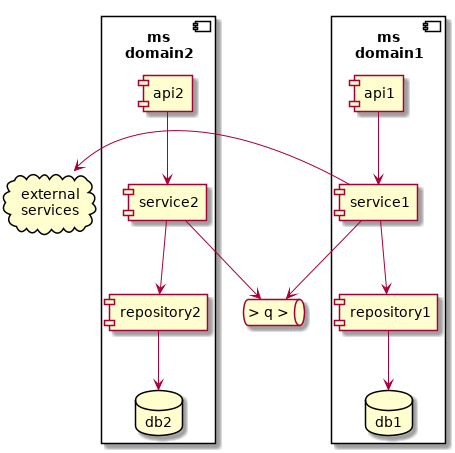 ms
domain2
ms
domain1
api2
api1
external
services
service2
service1
repository2
> q >
repository1
db2
db1